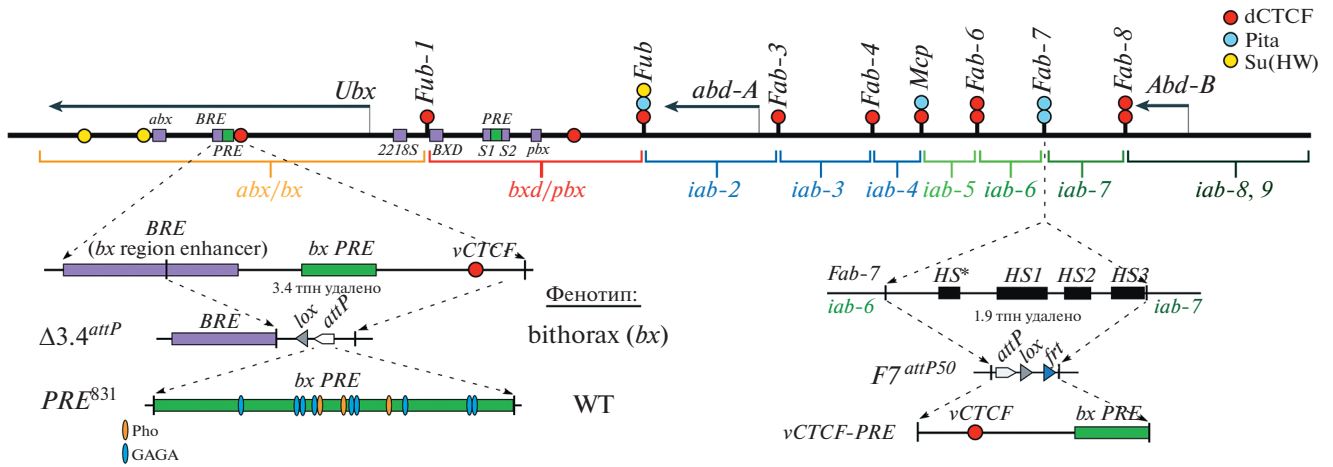 dCTCF
Pita
Su(HW)
Ubx
Fub-1
Fub
abd-A
Fab-3
Fab-4
Mcp
Fab-6
Fab-7
Fab-8
Abd-B
abx
BRE
PRE
2218S
BXD
PRE
S1 S2
pbx
abx/bx
bxd/pbx
iab-2
iab-3
iab-4
iab-5
iab-6
iab-7
iab-8, 9
BRE
(bx region enhancer)
bx PRE
vCTCF
3.4 тпн удалено
Фенотип:
Δ3.4attP
BRE
lox
attP
bithorax (bx)
PRE831
bx PRE
WT
Pho
GAGA
Fab-7
HS*
HS1
HS2
HS3
iab-6
1.9 тпн удалено
iab-7
F7attP50
attP
lox
frt
vCTCF-PRE
vCTCF
bx PRE